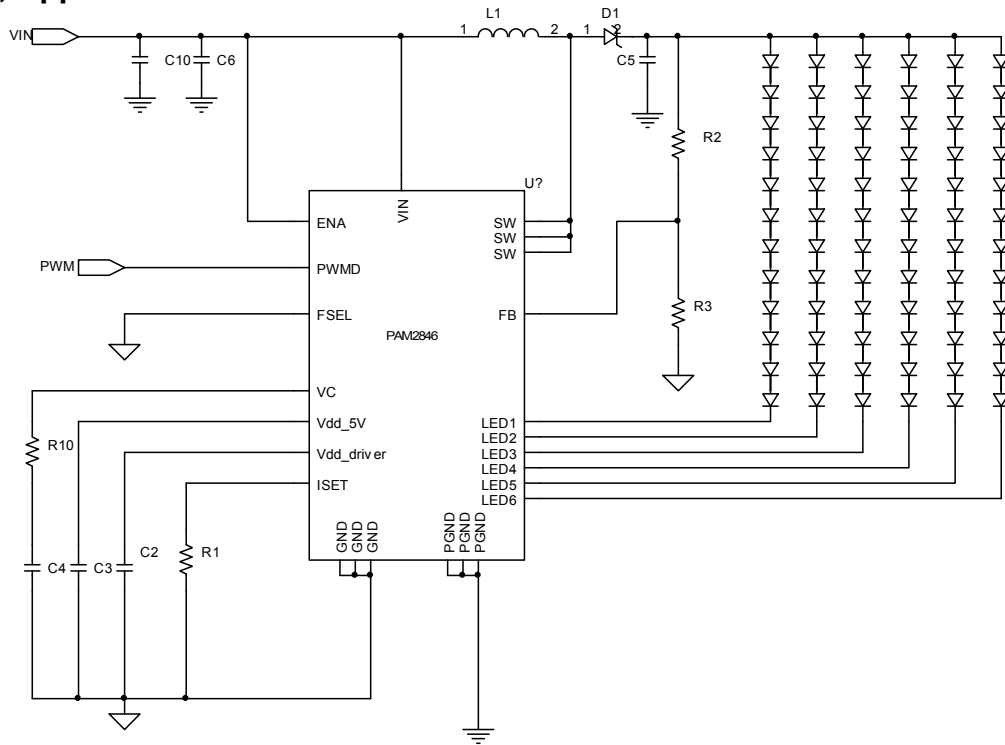 L1
D1
VIN
1
2
1
2
C10
C6
C5
R2
U?
VIN
ENA
SW
SW
SW
PWM
PWMD
FSEL
FB
R3
PAM2846
VC
Vdd_5V
LED1
R10
Vdd_driver
LED2
LED3
ISET
LED4
LED5
LED6
GND
GND
GND
PGND
PGND
PGND
C4
C3
C2
R1